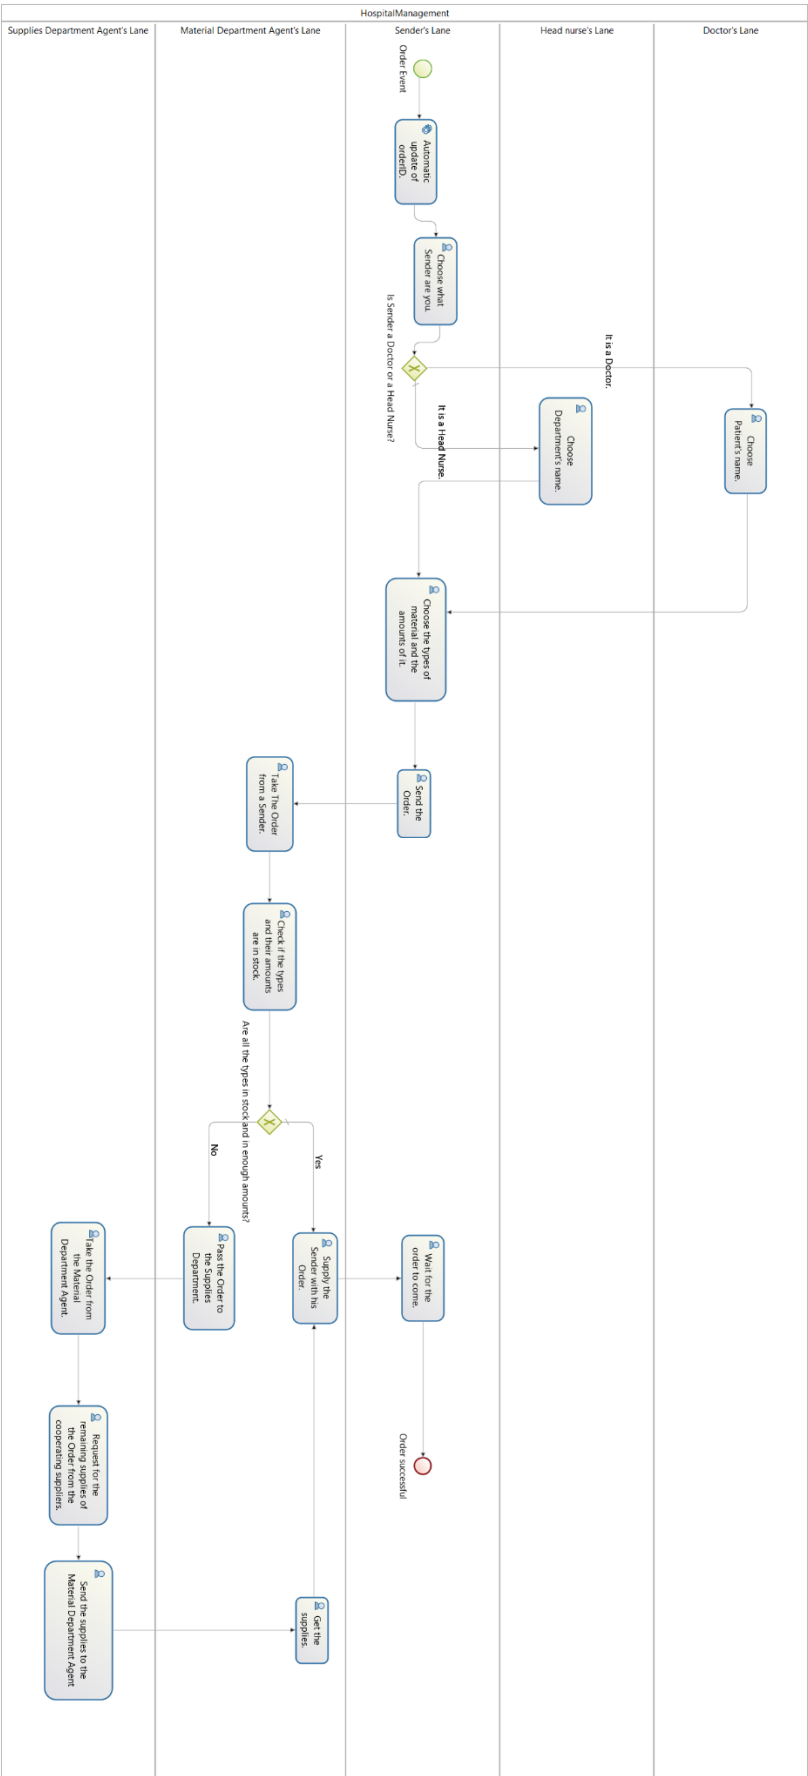 HospitalManagement
Supplies Department Agent's Lane
Material Department Agent's Lane
Sender's Lane
Head nurse's Lane
Doctor's Lane
Order Event
Automatic
update of
orderID.
Choose what
Sender are you.
Is Sender a Doctor or a Head Nurse?
It is a Doctor.
It is a Head Nurse.
Choose
Department's name.
Choose
Patient's name.
Choose the types of
material and the
amounts of it.
Send the
Order.
Take The Order
from a Sender.
Check if the types
and their amounts
are in stock.
Are all the types in stock and in enough amounts?
Yes
No
Supply the
Sender with his
Order.
Wait for the
order to come.
Order successful
Pass the Order to
the Supplies
Department.
Take the Order from
the Material
Department Agent.
Request for the
remaining supplies of
the Order from the
cooperating suppliers.
Send the supplies to the
Material Department Agent
Get the
supplies.